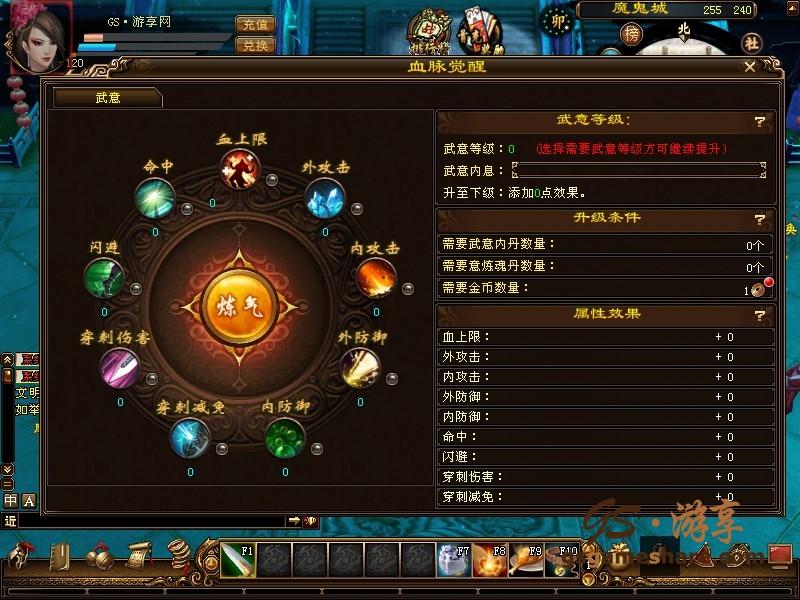 GS·游享网
充值
兑换
120
排行榜
卯
魔鬼城 255 240
榜
北
社
血脉觉醒
武意
血上限
0
命中
0
外攻击
0
闪避
0
内攻击
0
炼气
穿刺伤害
0
外防御
0
穿刺减免
0
内防御
0
武意等级: ?
武意等级:0 (选择需要武意等级方可继续提升)
武意内息:
升至下级:添加0点效果。
升级条件 ?
需要武意内丹数量: 0个
需要意炼魂丹数量: 0个
需要金币数量: 1
属性效果 ?
血上限: + 0
外攻击: + 0
内攻击: + 0
外防御: + 0
内防御: + 0
命中: + 0
闪避: + 0
穿刺伤害: + 0
穿刺减免: + 0
文明
如举
中 A
近
F1 F7 F8 F9 F10
1
GS·游享